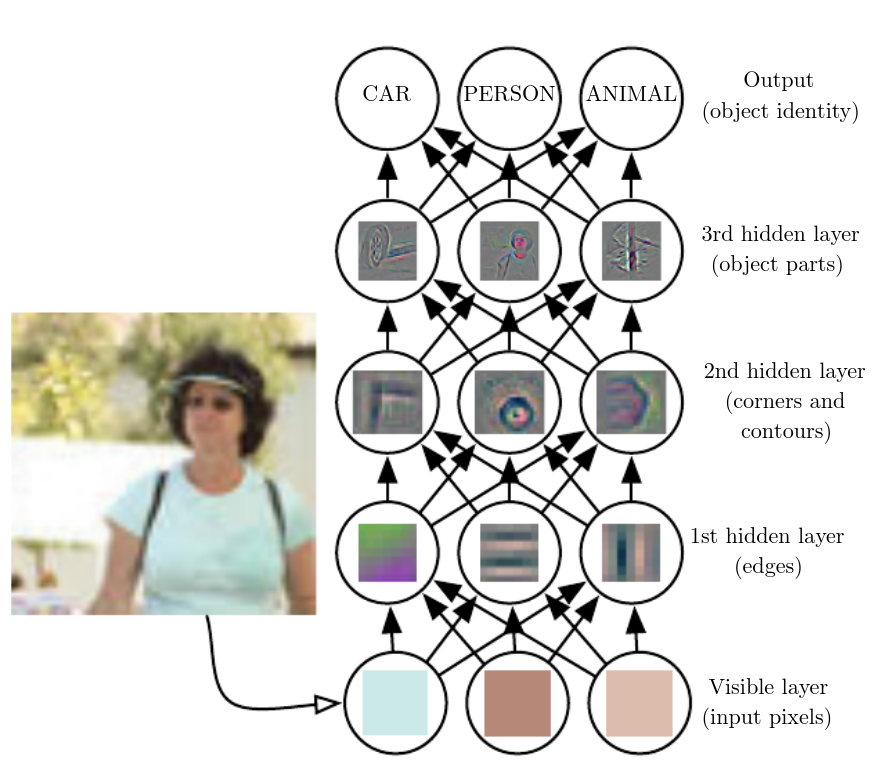 CAR PERSON ANIMAL
Output
(object identity)
3rd hidden layer
(object parts)
2nd hidden layer
(corners and
contours)
1st hidden layer
(edges)
Visible layer
(input pixels)